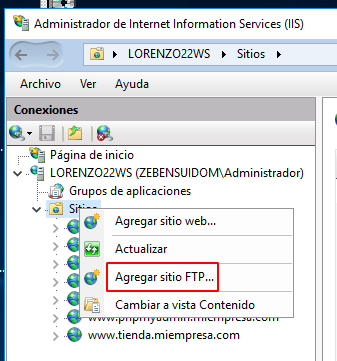 Administrador de Internet Information Services (IIS)
LORENZO22WS
Sitios
Archivo Ver Ayuda
Conexiones
Página de inicio
LORENZO22WS (ZEBENSUIDOM\Administrador)
Grupos de aplicaciones
Sitios
Agregar sitio web...
Actualizar
Agregar sitio FTP...
Cambiar a vista Contenido
www.phpmyadmin.miempresa.com
www.tienda.miempresa.com